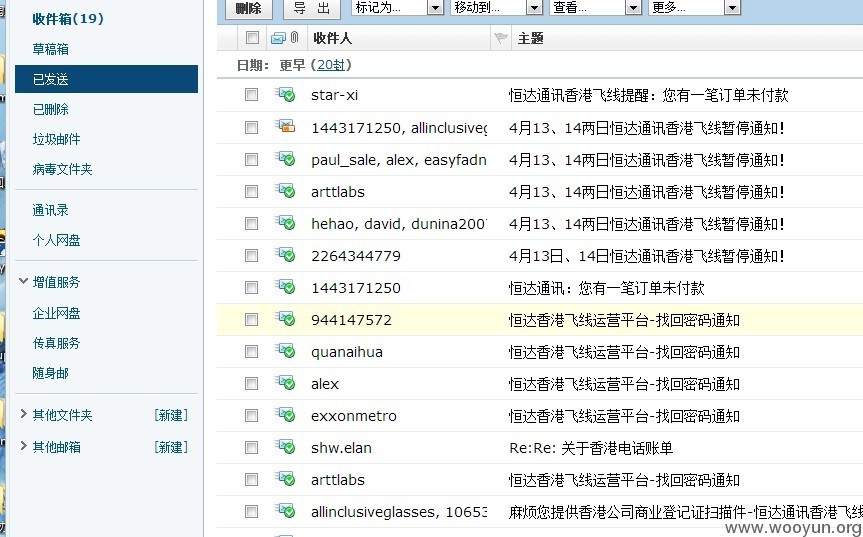 收件箱(19)
草稿箱
已发送
已删除
垃圾邮件
病毒文件夹
通讯录
个人网盘
增值服务
企业网盘
传真服务
随身邮
其他文件夹 [新建]
其他邮箱 [新建]
删除 导 出 标记为... 移动到... 查看... 更多...
收件人 主题
日期： 更早 (20封)
star-xi 恒达通讯香港飞线提醒：您有一笔订单未付款
1443171250, allinclusiveg 4月13、14两日恒达通讯香港飞线暂停通知！
paul_sale, alex, easyfadn 4月13、14两日恒达通讯香港飞线暂停通知！
arttlabs 4月13、14两日恒达通讯香港飞线暂停通知！
hehao, david, dunina200 4月13、14两日恒达通讯香港飞线暂停通知！
2264344779 4月13日、14日恒达通讯香港飞线暂停通知！
1443171250 恒达通讯：您有一笔订单未付款
944147572 恒达香港飞线运营平台-找回密码通知
quanaihua 恒达香港飞线运营平台-找回密码通知
alex 恒达香港飞线运营平台-找回密码通知
exxonmetro 恒达香港飞线运营平台-找回密码通知
shw.elan Re:Re: 关于香港电话账单
arttlabs 恒达香港飞线运营平台-找回密码通知
allinclusiveglasses, 10653 麻烦您提供香港公司商业登记证扫描件-恒达通讯香港飞线
www.wooyun.org